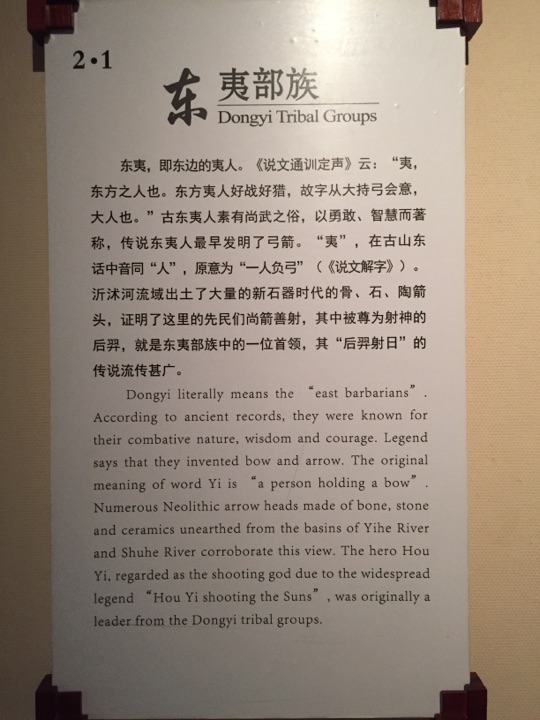 2•1
东夷部族
Dongyi Tribal Groups
东夷，即东边的夷人。《说文通训定声》云：“夷，
东方之人也。东方夷人好战好猎，故字从大持弓会意，
大人也。”古东夷人素有尚武之俗，以勇敢、智慧而著
称，传说东夷人最早发明了弓箭。“夷”，在古山东
话中音同“人”，原意为“一人负弓”（《说文解字》）。
沂沭河流域出土了大量的新石器时代的骨、石、陶箭
头，证明了这里的先民们尚箭善射，其中被尊为射神的
后羿，就是东夷部族中的一位首领，其“后羿射日”的
传说流传甚广。
Dongyi literally means the “east barbarians”.
According to ancient records, they were known for
their combative nature, wisdom and courage. Legend
says that they invented bow and arrow. The original
meaning of word Yi is “a person holding a bow”.
Numerous Neolithic arrow heads made of bone, stone
and ceramics unearthed from the basins of Yihe River
and Shuhe River corroborate this view. The hero Hou
Yi, regarded as the shooting god due to the widespread
legend “Hou Yi shooting the Suns”, was originally a
leader from the Dongyi tribal groups.